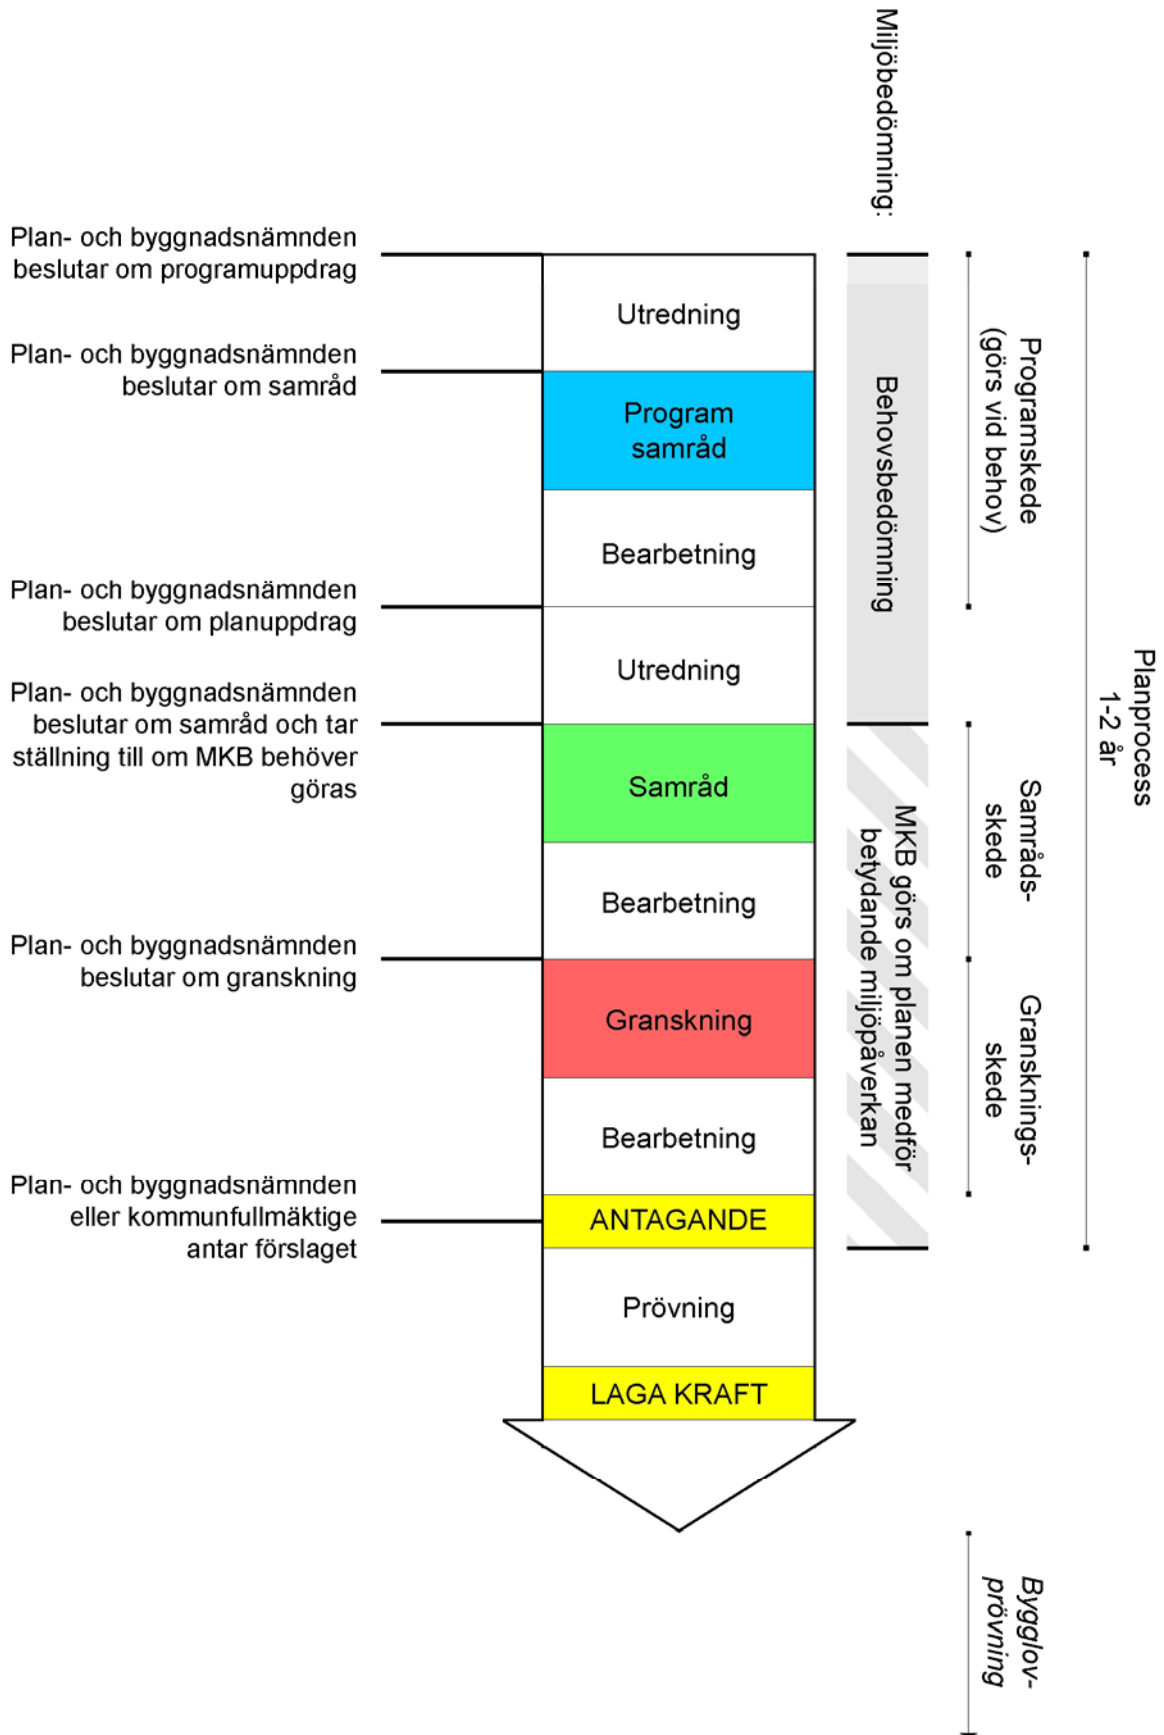 Miljöbedömning:
Plan- och byggnadsnämnden
beslutar om programuppdrag
Plan- och byggnadsnämnden
beslutar om samråd
Plan- och byggnadsnämnden
beslutar om planuppdrag
Plan- och byggnadsnämnden
beslutar om samråd och tar
ställning till om MKB behöver
göras
Plan- och byggnadsnämnden
beslutar om granskning
Plan- och byggnadsnämnden
eller kommunfullmäktige
antar förslaget
Utredning
Program
samråd
Bearbetning
Utredning
Samråd
Bearbetning
Granskning
Bearbetning
ANTAGANDE
Prövning
LAGA KRAFT
Behovsbedömning
MKB görs om planen medför
betydande miljöpåverkan
Programskede
(görs vid behov)
Samråds-
skede
Gransknings-
skede
Planprocess
1-2 år
Bygglov-
prövning